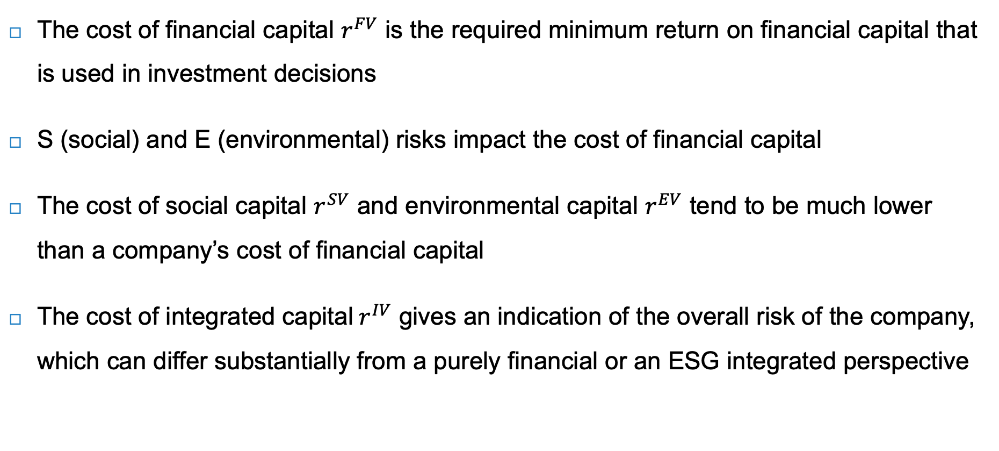 ▫ The cost of financial capital r^FV is the required minimum return on financial capital that
is used in investment decisions
▫ S (social) and E (environmental) risks impact the cost of financial capital
▫ The cost of social capital r^SV and environmental capital r^EV tend to be much lower
than a company’s cost of financial capital
▫ The cost of integrated capital r^IV gives an indication of the overall risk of the company,
which can differ substantially from a purely financial or an ESG integrated perspective